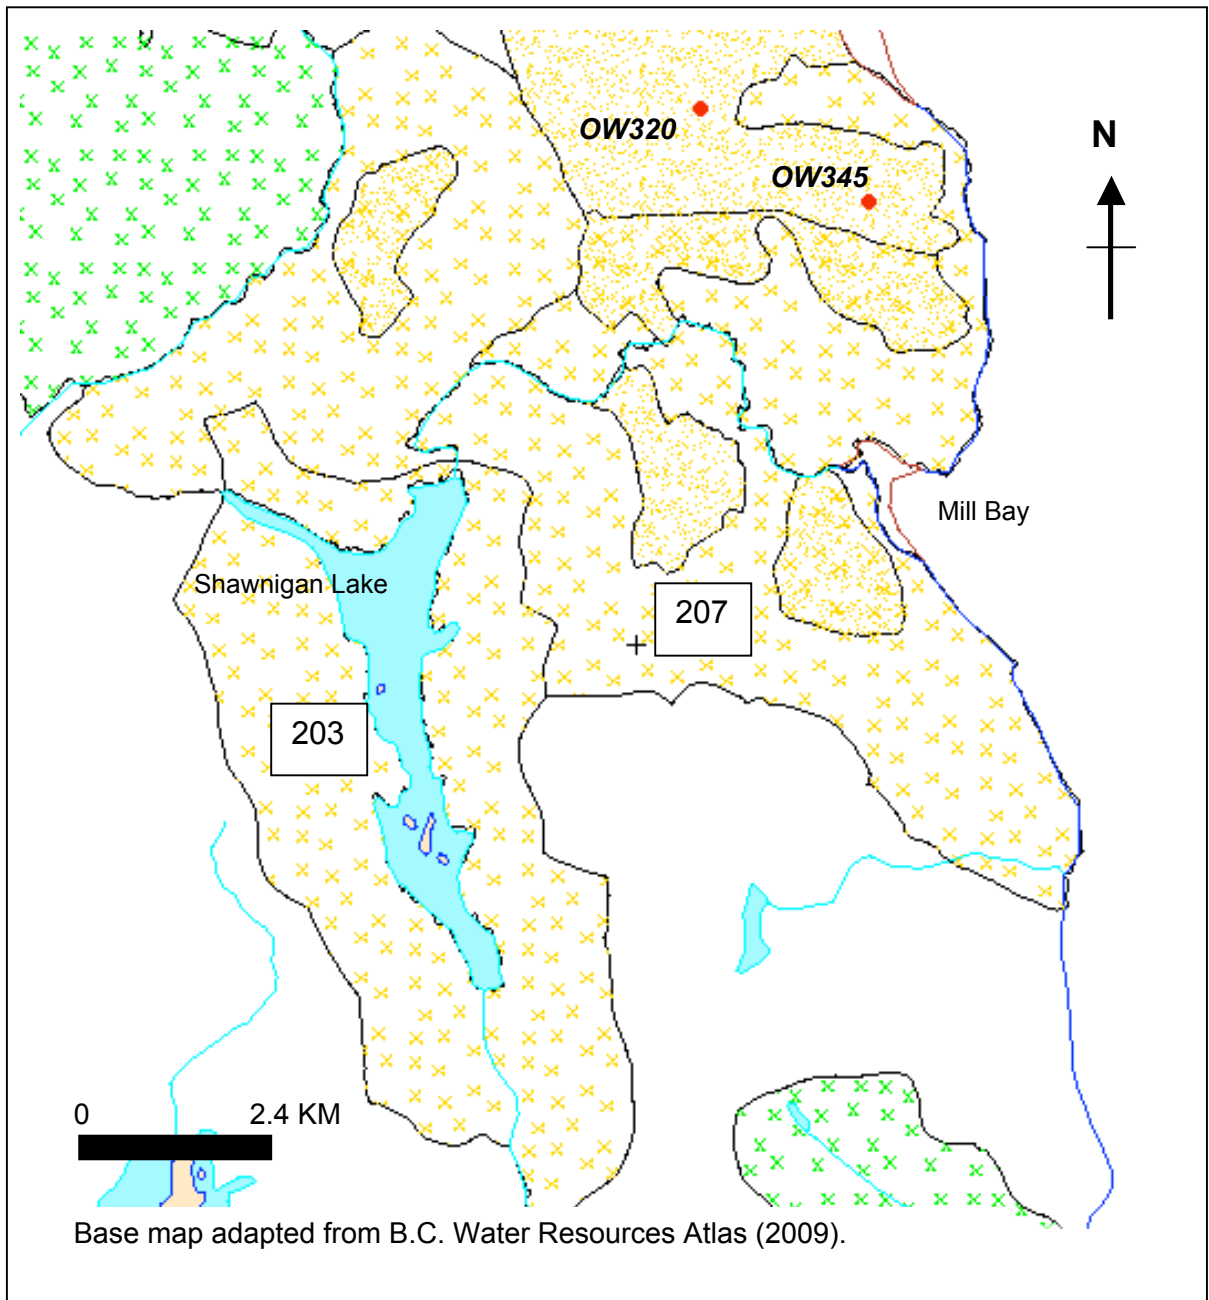 OW320
N
OW345
Mill Bay
Shawnigan Lake
207
203
0 2.4 KM
Base map adapted from B.C. Water Resources Atlas (2009).